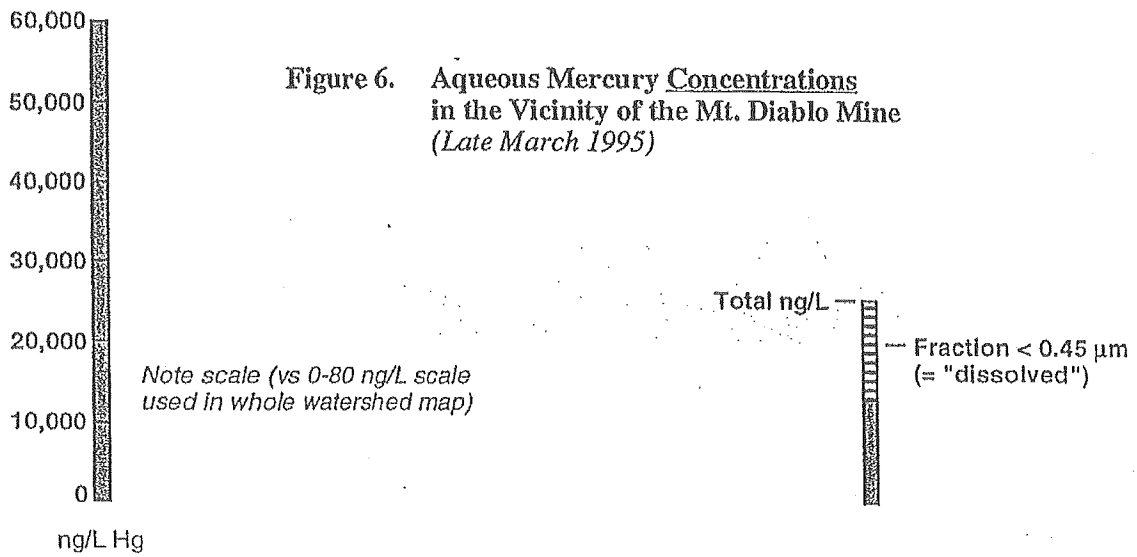 60,000
50,000
40,000
30,000
20,000
10,000
0
ng/L Hg
Figure 6. Aqueous Mercury Concentrations
in the Vicinity of the Mt. Diablo Mine
(Late March 1995)
Note scale (vs 0-80 ng/L scale
used in whole watershed map)
Total ng/L
Fraction < 0.45 µm
(= "dissolved")